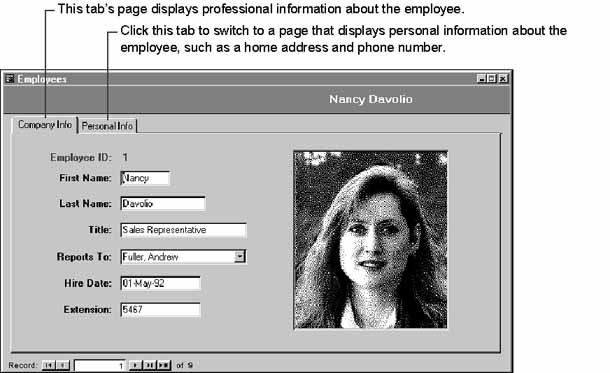 This tab's page displays professional information about the employee.
Click this tab to switch to a page that displays personal information about the
employee, such as a home address and phone number.
Employees
Nancy Davolio
Company Info Personal Info
Employee ID: 1
First Name: Nancy
Last Name: Davolio
Title: Sales Representative
Reports To: Fuller, Andrew
Hire Date: 01-May-92
Extension: 5467
Record: 1 of 9